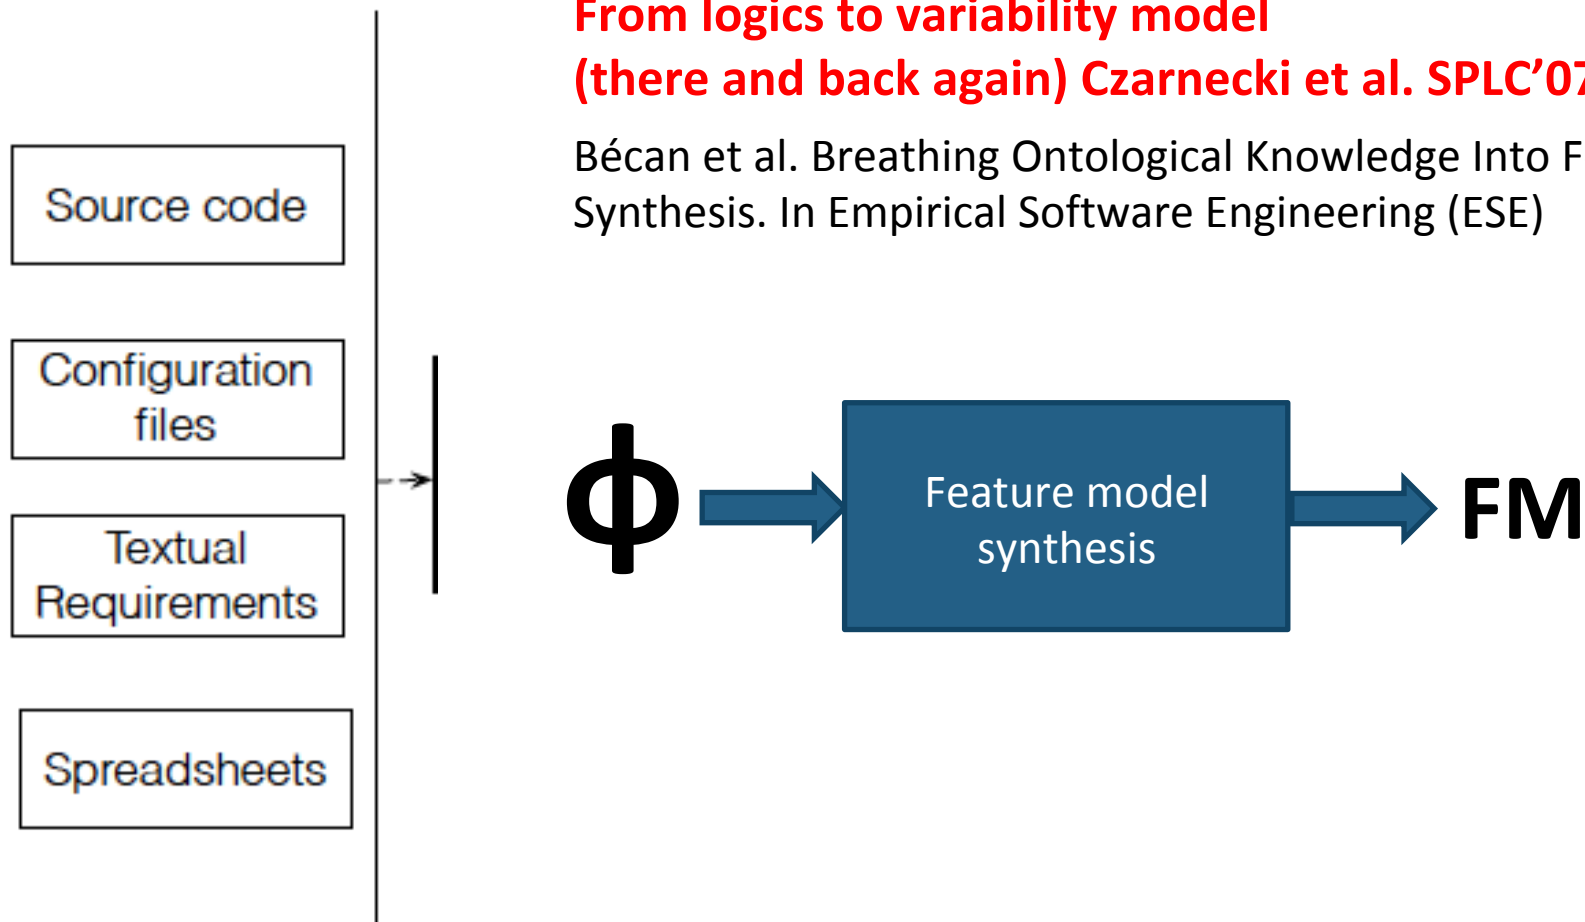 From logics to variability model
(there and back again) Czarnecki et al. SPLC’07
Bécan et al. Breathing Ontological Knowledge Into F
Synthesis. In Empirical Software Engineering (ESE)
Source code
Configuration
files
Textual
Requirements
Spreadsheets
ϕ
Feature model
synthesis
FM